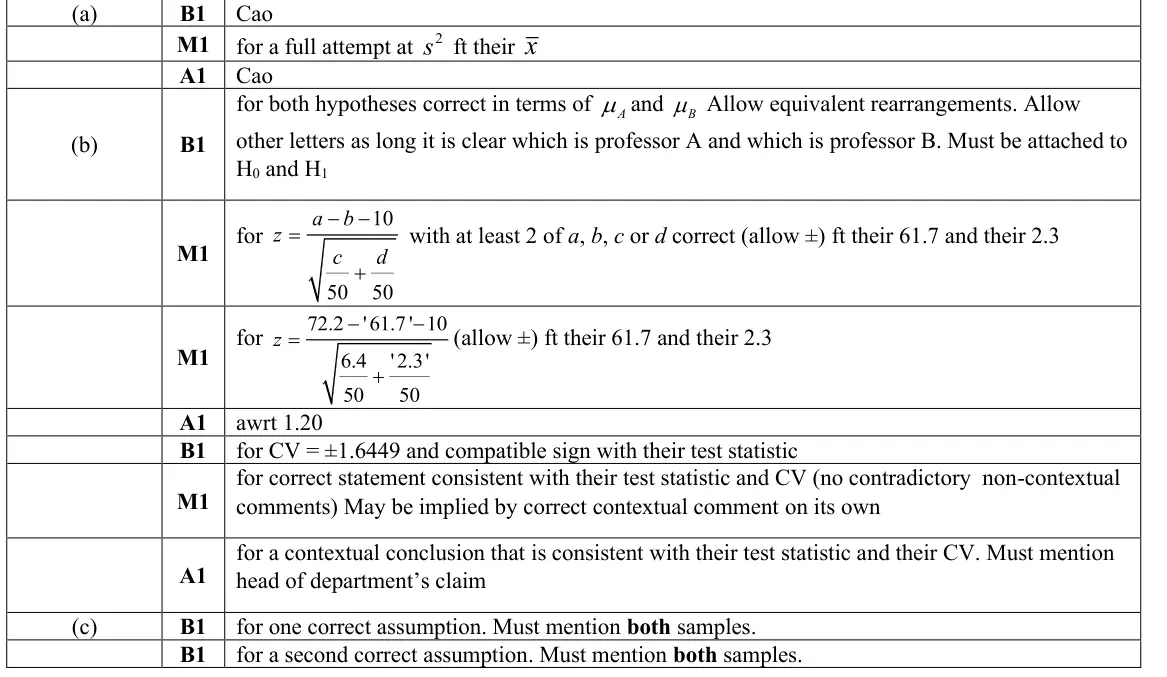 (a) B1 Cao
M1 for a full attempt at s² ft their x̄
A1 Cao
for both hypotheses correct in terms of μ_A and μ_B Allow equivalent rearrangements. Allow
(b) B1 other letters as long it is clear which is professor A and which is professor B. Must be attached to
H₀ and H₁
M1 for z = (a − b − 10) / √(c/50 + d/50) with at least 2 of a, b, c or d correct (allow ±) ft their 61.7 and their 2.3
M1 for z = (72.2 − '61.7' − 10) / √(6.4/50 + '2.3'/50) (allow ±) ft their 61.7 and their 2.3
A1 awrt 1.20
B1 for CV = ±1.6449 and compatible sign with their test statistic
for correct statement consistent with their test statistic and CV (no contradictory non-contextual
M1 comments) May be implied by correct contextual comment on its own
for a contextual conclusion that is consistent with their test statistic and their CV. Must mention
A1 head of department’s claim
(c) B1 for one correct assumption. Must mention both samples.
B1 for a second correct assumption. Must mention both samples.